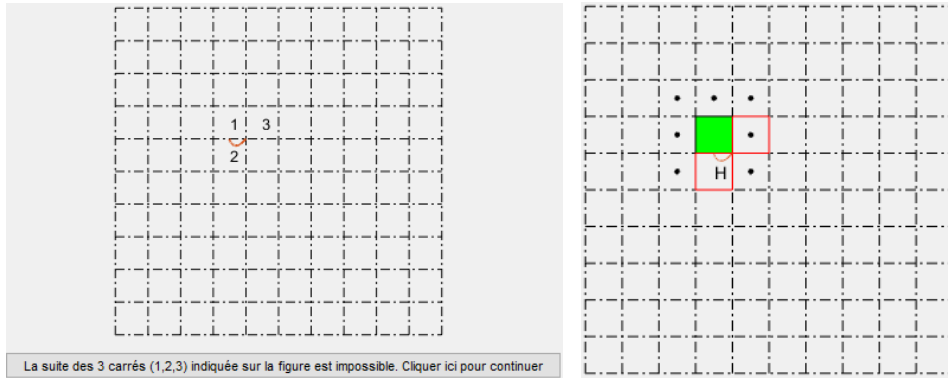 1 3
2
H
La suite des 3 carrés (1,2,3) indiquée sur la figure est impossible. Cliquer ici pour continuer